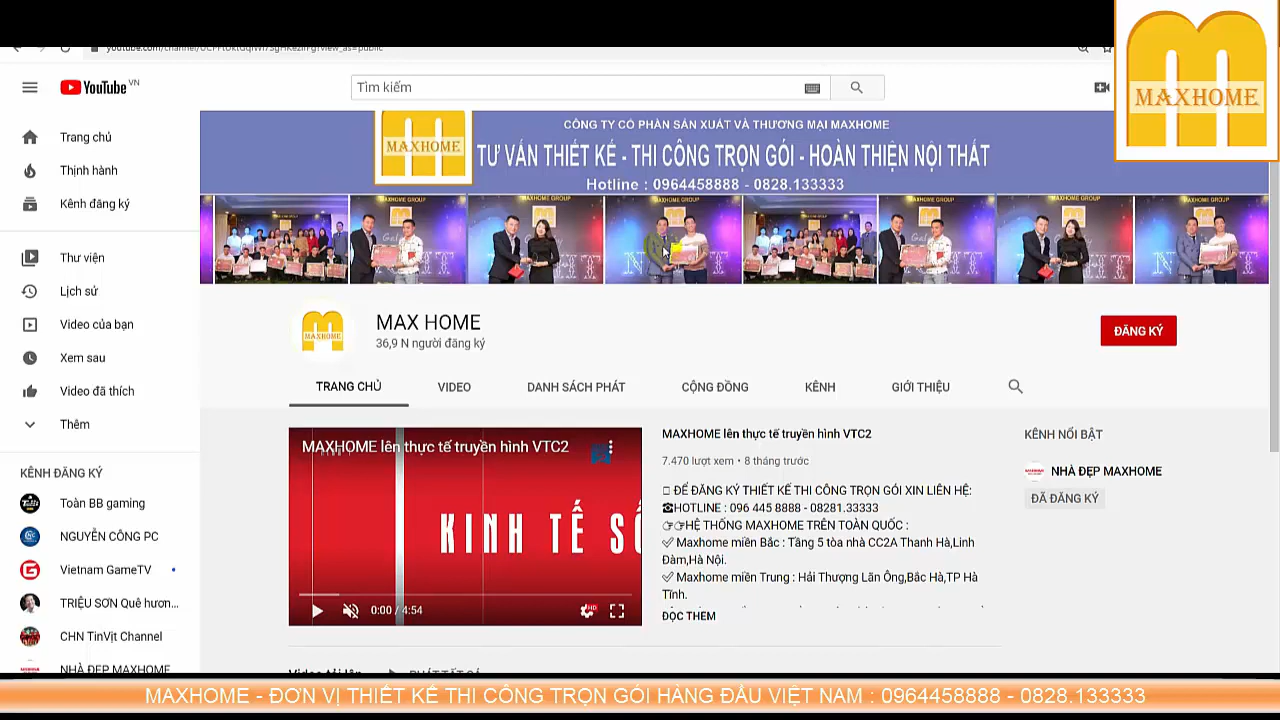 YouTube VN
Tìm kiếm
MAXHOME
Trang chủ
Thịnh hành
Kênh đăng ký
Thư viện
Lịch sử
Video của bạn
Xem sau
Video đã thích
Thêm
KÊNH ĐĂNG KÝ
Toàn BB gaming
NGUYỄN CÔNG PC
Vietnam GameTV
TRIỆU SƠN Quê hươn...
CHN TinVịt Channel
NHÀ ĐẸP MAXHOME
MAXHOME
CÔNG TY CỔ PHẦN SẢN XUẤT VÀ THƯƠNG MẠI MAXHOME
TƯ VẤN THIẾT KẾ - THI CÔNG TRỌN GÓI - HOÀN THIỆN NỘI THẤT
Hotline : 0964458888 - 0828.133333
MAXHOME
MAX HOME
36,9 N người đăng ký
ĐĂNG KÝ
TRANG CHỦ VIDEO DANH SÁCH PHÁT CỘNG ĐỒNG KÊNH GIỚI THIỆU
MAXHOME lên thực tế truyền hình VTC2
KINH TẾ SỐ
0:00 / 4:54
HD
MAXHOME lên thực tế truyền hình VTC2
7.470 lượt xem • 8 tháng trước
ĐỂ ĐĂNG KÝ THIẾT KẾ THI CÔNG TRỌN GÓI XIN LIÊN HỆ:
☎HOTLINE : 096 445 8888 - 08281.33333
👉👉HỆ THỐNG MAXHOME TRÊN TOÀN QUỐC :
✅ Maxhome miền Bắc : Tầng 5 tòa nhà CC2A Thanh Hà,Linh
Đàm,Hà Nội.
✅ Maxhome miền Trung : Hải Thượng Lãn Ông,Bắc Hà,TP Hà
Tĩnh.
ĐỌC THÊM
KÊNH NỔI BẬT
NHÀ ĐẸP MAXHOME
ĐÃ ĐĂNG KÝ
Video tải lên PHÁT TẤT CẢ
MAXHOME - ĐƠN VỊ THIẾT KẾ THI CÔNG TRỌN GÓI HÀNG ĐẦU VIỆT NAM : 0964458888 - 0828.133333